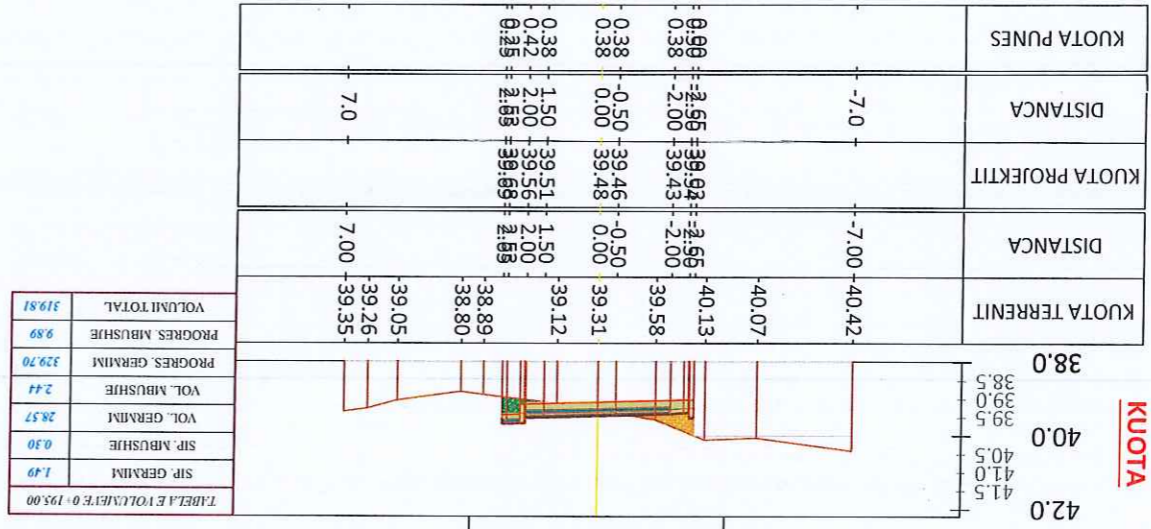 TABELA E VOLUMEVE 0+195.00
SIP. GERMIM 1.49
SIP. MBUSHJE 0.30
VOL. GERMIM 28.57
VOL. MBUSHJE 2.44
PROGRES. GERMIM 329.70
PROGRES. MBUSHJE 9.89
VOLUMI TOTAL 319.81
KUOTA
42.0
41.5
41.0
40.5
40.0
39.5
39.0
38.5
38.0
KUOTA TERRENIT 40.42 40.07 40.13 39.58 39.31 39.12 38.89 38.80 39.05 39.26 39.35
DISTANCA -7.00 -2.00 -0.50 0.00 1.50 2.00 7.00
KUOTA PROJEKTIT 39.43 39.46 39.48 39.51 39.56
DISTANCA -7.0 -2.00 -0.50 0.00 1.50 2.00 7.0
KUOTA PUNES 0.38 0.38 0.38 0.38 0.42